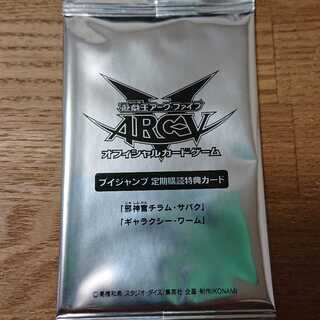 遊戯王アーク・ファイブ
ARC-V
オフィシャルカードゲーム
ブイジャンプ 定期購読特典カード
「邪神官チラム・サバク」
「ギャラクシー・ワーム」
©高橋和希 スタジオ・ダイス/集英社 企画・制作/KONAMI